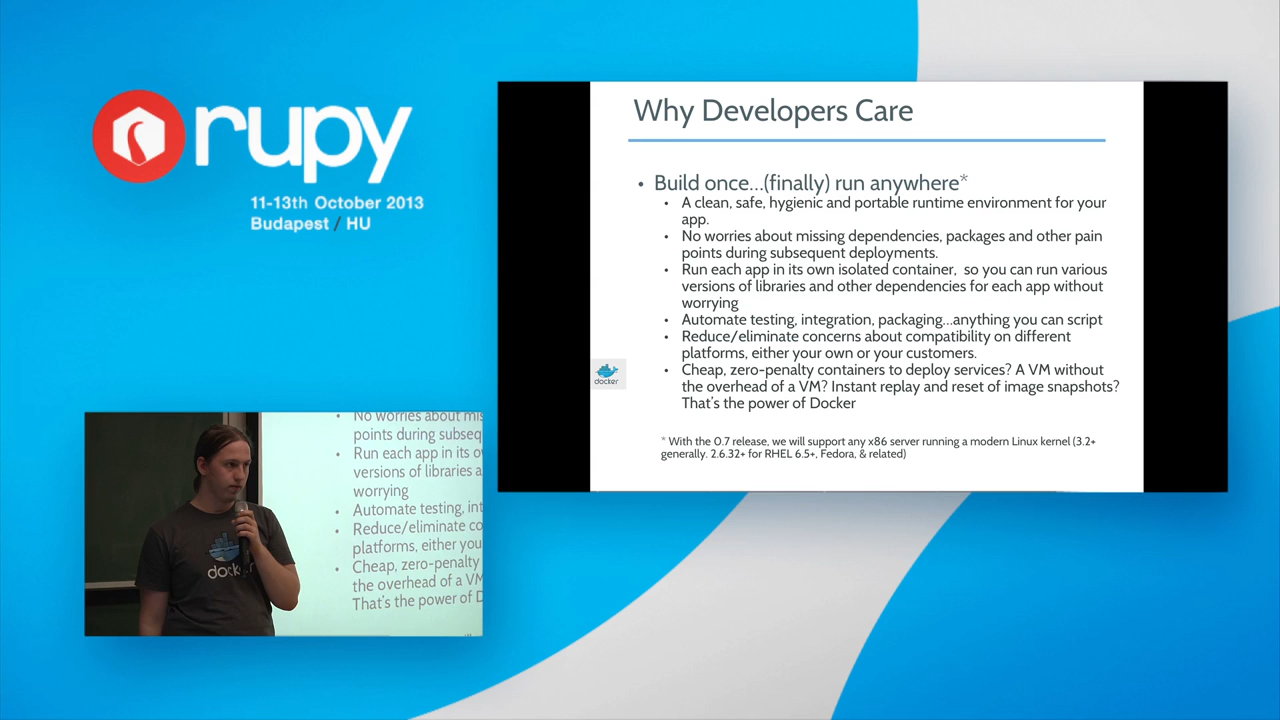 rupy
11-13th October 2013
Budapest / HU
Why Developers Care
• Build once...(finally) run anywhere*
• A clean, safe, hygienic and portable runtime environment for your
app.
• No worries about missing dependencies, packages and other pain
points during subsequent deployments.
• Run each app in its own isolated container,  so you can run various
versions of libraries and other dependencies for each app without
worrying
• Automate testing, integration, packaging...anything you can script
• Reduce/eliminate concerns about compatibility on different
platforms, either your own or your customers.
• Cheap, zero-penalty containers to deploy services? A VM without
the overhead of a VM? Instant replay and reset of image snapshots?
That's the power of Docker
docker
* With the 0.7 release, we will support any x86 server running a modern Linux kernel (3.2+
generally. 2.6.32+ for RHEL 6.5+, Fedora, & related)
• No worries about mis
points during subseq
• Run each app in its o
versions of libraries a
worrying
• Automate testing, int
• Reduce/eliminate co
platforms, either you
• Cheap, zero-penalty
the overhead of a VM
That's the power of D
docker